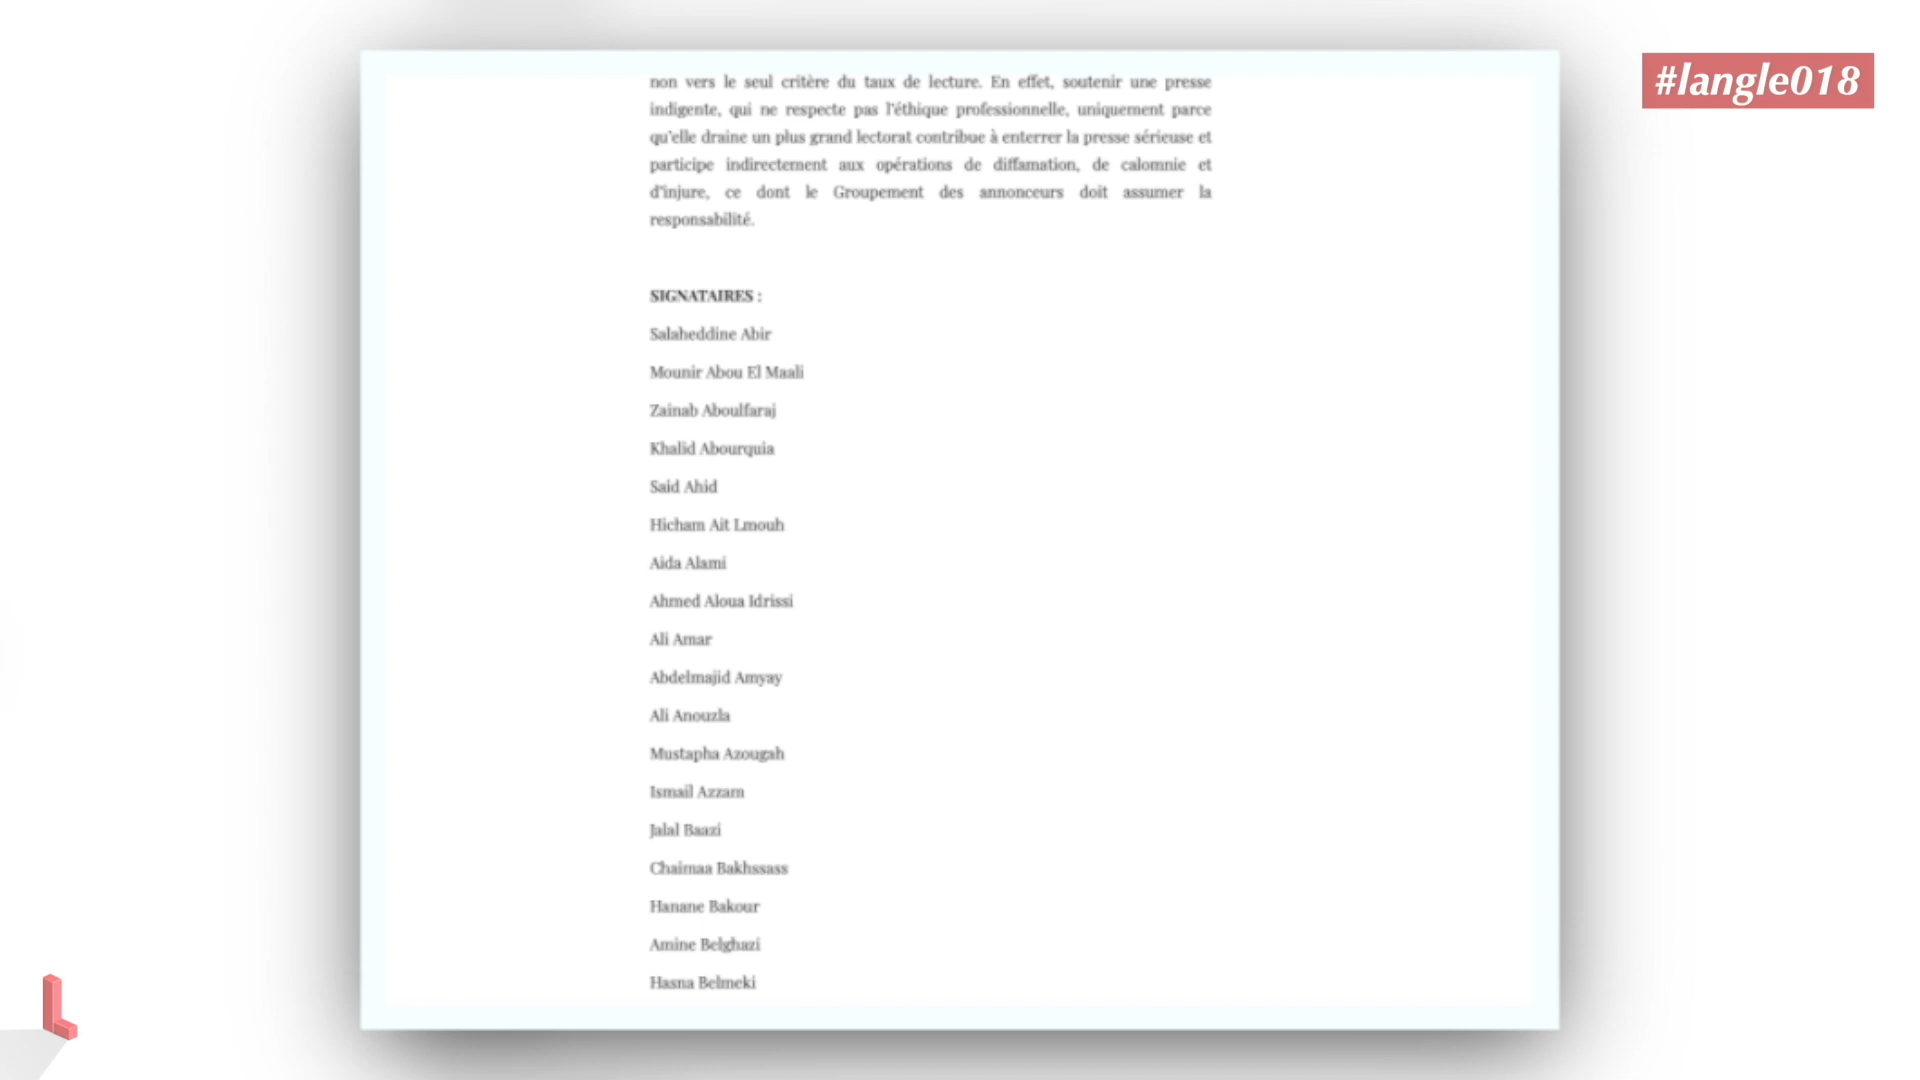 #langle018
non vers le seul critère du taux de lecture. En effet, soutenir une presse
indigente, qui ne respecte pas l'éthique professionnelle, uniquement parce
qu'elle draine un plus grand lectorat contribue à enterrer la presse sérieuse et
participe indirectement aux opérations de diffamation, de calomnie et
d'injure, ce dont le Groupement des annonceurs doit assumer la
responsabilité.
SIGNATAIRES :
Salaheddine Abir
Mounir Abou El Maali
Zainab Aboulfaraj
Khalid Abourquia
Said Ahid
Hicham Ait Lmouh
Aida Alami
Ahmed Aloua Idrissi
Ali Amar
Abdelmajid Amyay
Ali Anouzla
Mustapha Azougah
Ismail Azzam
Jalal Baazi
Chaimaa Bakhssass
Hanane Bakour
Amine Belghazi
Hasna Belmeki